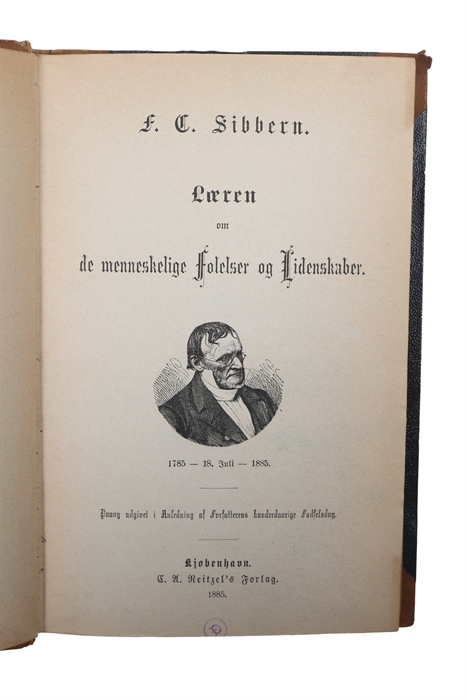 F. C. Sibbern.
Læren
om
de menneskelige Følelser og Lidenskaber.
1785 — 18. Juli — 1885.
Paany udgivet i Anledning af Forfatterens hundredaarige Fødselsdag.
Kjøbenhavn.
C. A. Reitzel's Forlag.
1885.